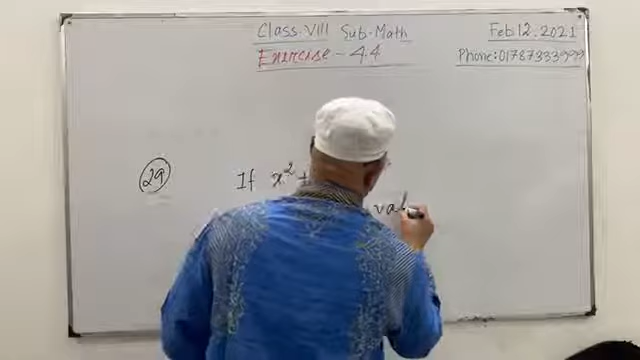 Class-VIII Sub-Math
Feb 12, 2021
Exercise - 4.4
Phone: 01787333999
29
If x² +
val